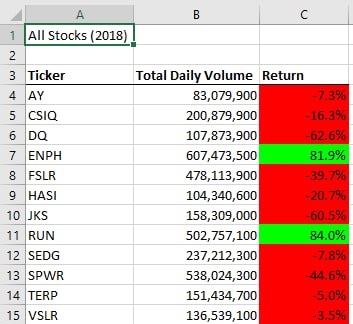 A B C
1 All Stocks (2018)
2
3 Ticker Total Daily Volume Return
4 AY 83,079,900 -7.3%
5 CSIQ 200,879,900 -16.3%
6 DQ 107,873,900 -62.6%
7 ENPH 607,473,500 81.9%
8 FSLR 478,113,900 -39.7%
9 HASI 104,340,600 -20.7%
10 JKS 158,309,000 -60.5%
11 RUN 502,757,100 84.0%
12 SEDG 237,212,300 -7.8%
13 SPWR 538,024,300 -44.6%
14 TERP 151,434,700 -5.0%
15 VSLR 136,539,100 -3.5%